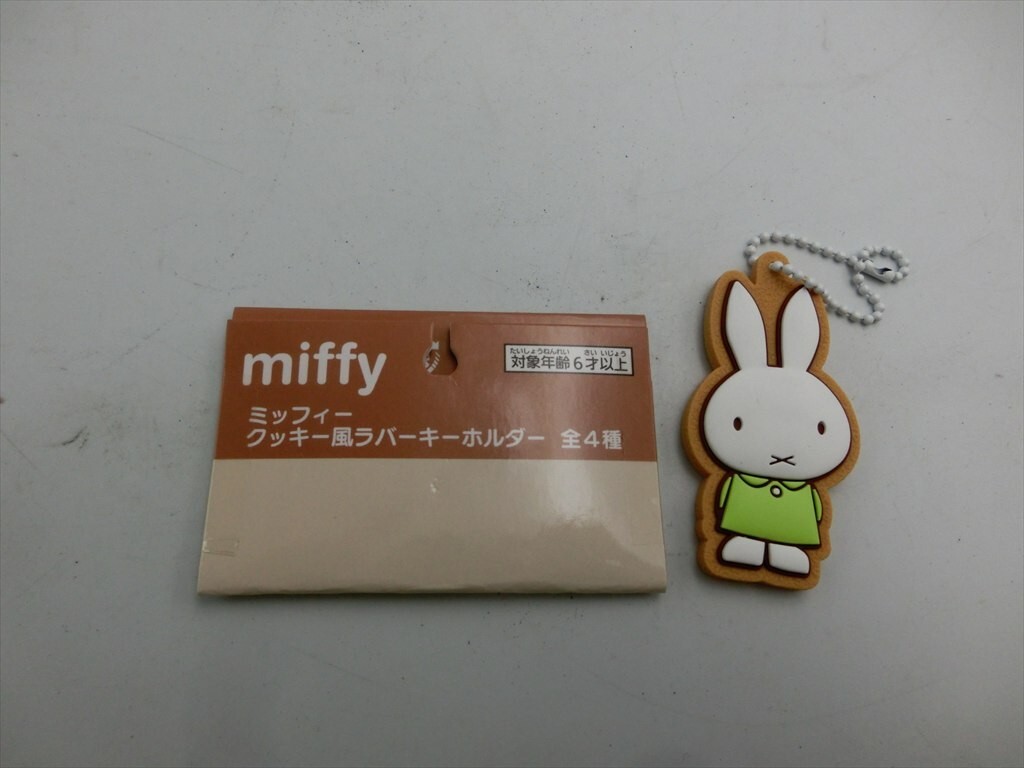 miffy
たいしょうねんれい さいいじょう
対象年齢6才以上
ミッフィー
クッキー風ラバーキーホルダー 全4種